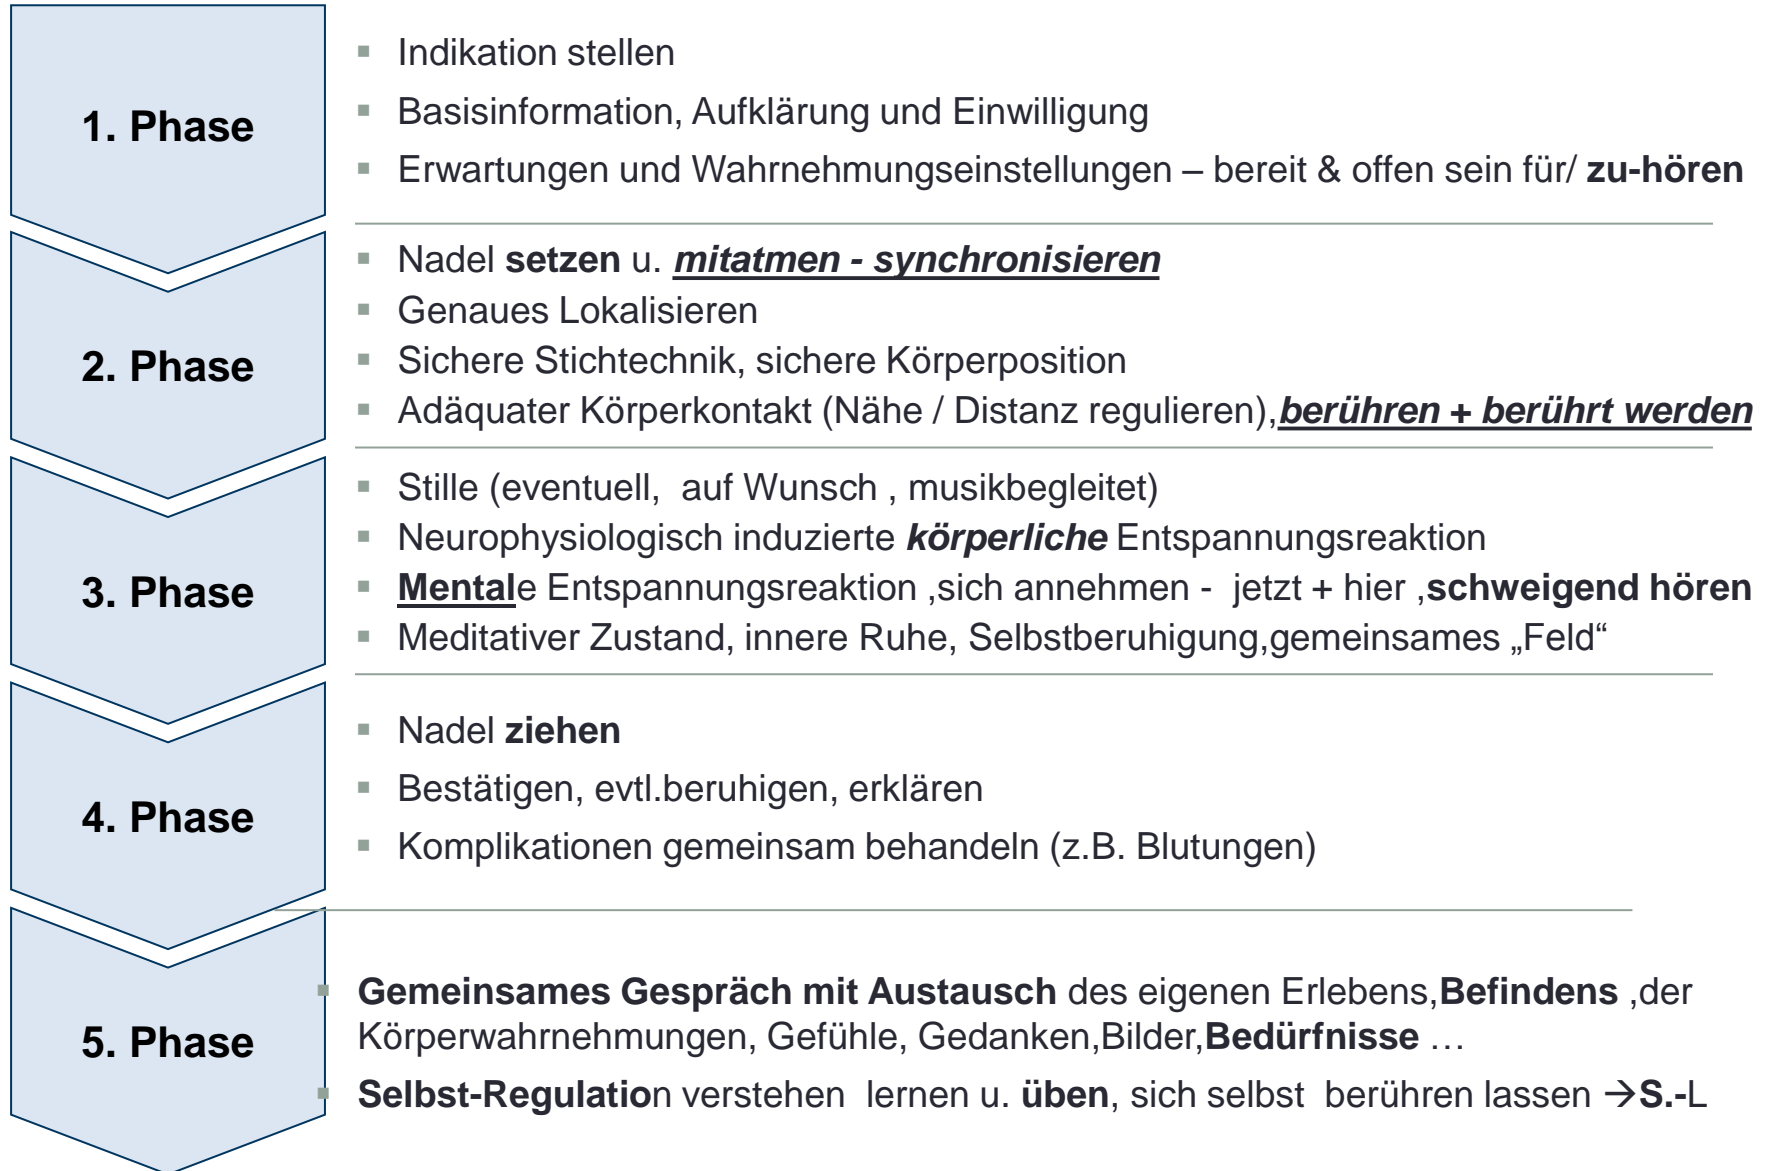 1. Phase
Indikation stellen
Basisinformation, Aufklärung und Einwilligung
Erwartungen und Wahrnehmungseinstellungen – bereit & offen sein für/ zu-hören
2. Phase
Nadel setzen u. mitatmen - synchronisieren
Genaues Lokalisieren
Sichere Stichtechnik, sichere Körperposition
Adäquater Körperkontakt (Nähe / Distanz regulieren),berühren + berührt werden
3. Phase
Stille (eventuell,  auf Wunsch , musikbegleitet)
Neurophysiologisch induzierte körperliche Entspannungsreaktion
Mentale Entspannungsreaktion ,sich annehmen -  jetzt + hier ,schweigend hören
Meditativer Zustand, innere Ruhe, Selbstberuhigung,gemeinsames „Feld“
4. Phase
Nadel ziehen
Bestätigen, evtl.beruhigen, erklären
Komplikationen gemeinsam behandeln (z.B. Blutungen)
5. Phase
Gemeinsames Gespräch mit Austausch des eigenen Erlebens,Befindens ,der
Körperwahrnehmungen, Gefühle, Gedanken,Bilder,Bedürfnisse …
Selbst-Regulation verstehen  lernen u. üben, sich selbst  berühren lassen →S.-L